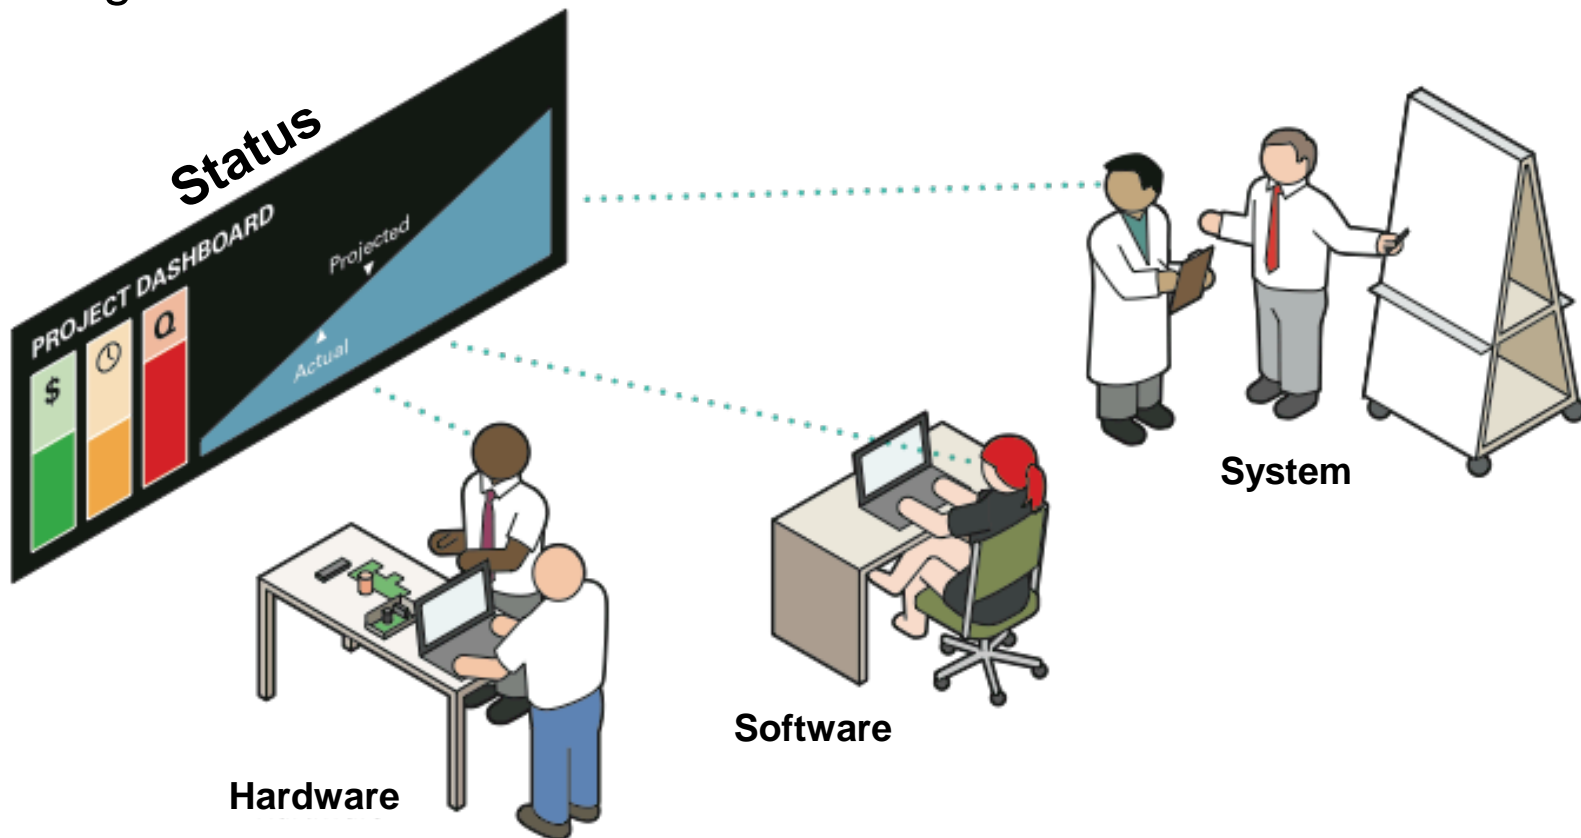 Status
PROJECT DASHBOARD
$
Q
Projected
Actual
System
Software
Hardware